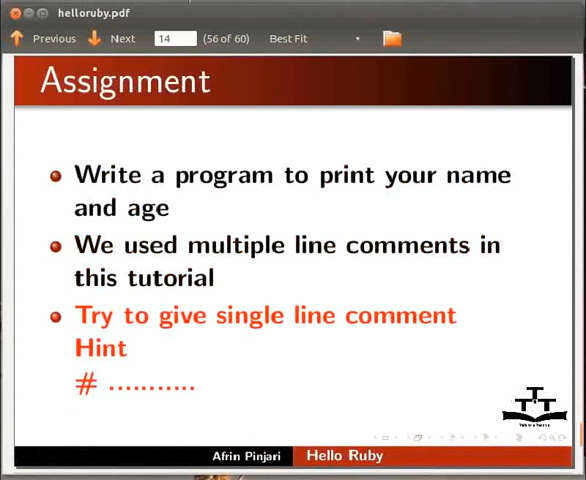 helloruby.pdf
Previous Next 14 (56 of 60) Best Fit
Assignment
Write a program to print your name
and age
We used multiple line comments in
this tutorial
Try to give single line comment
Hint
# ...........
Afrin Pinjari Hello Ruby